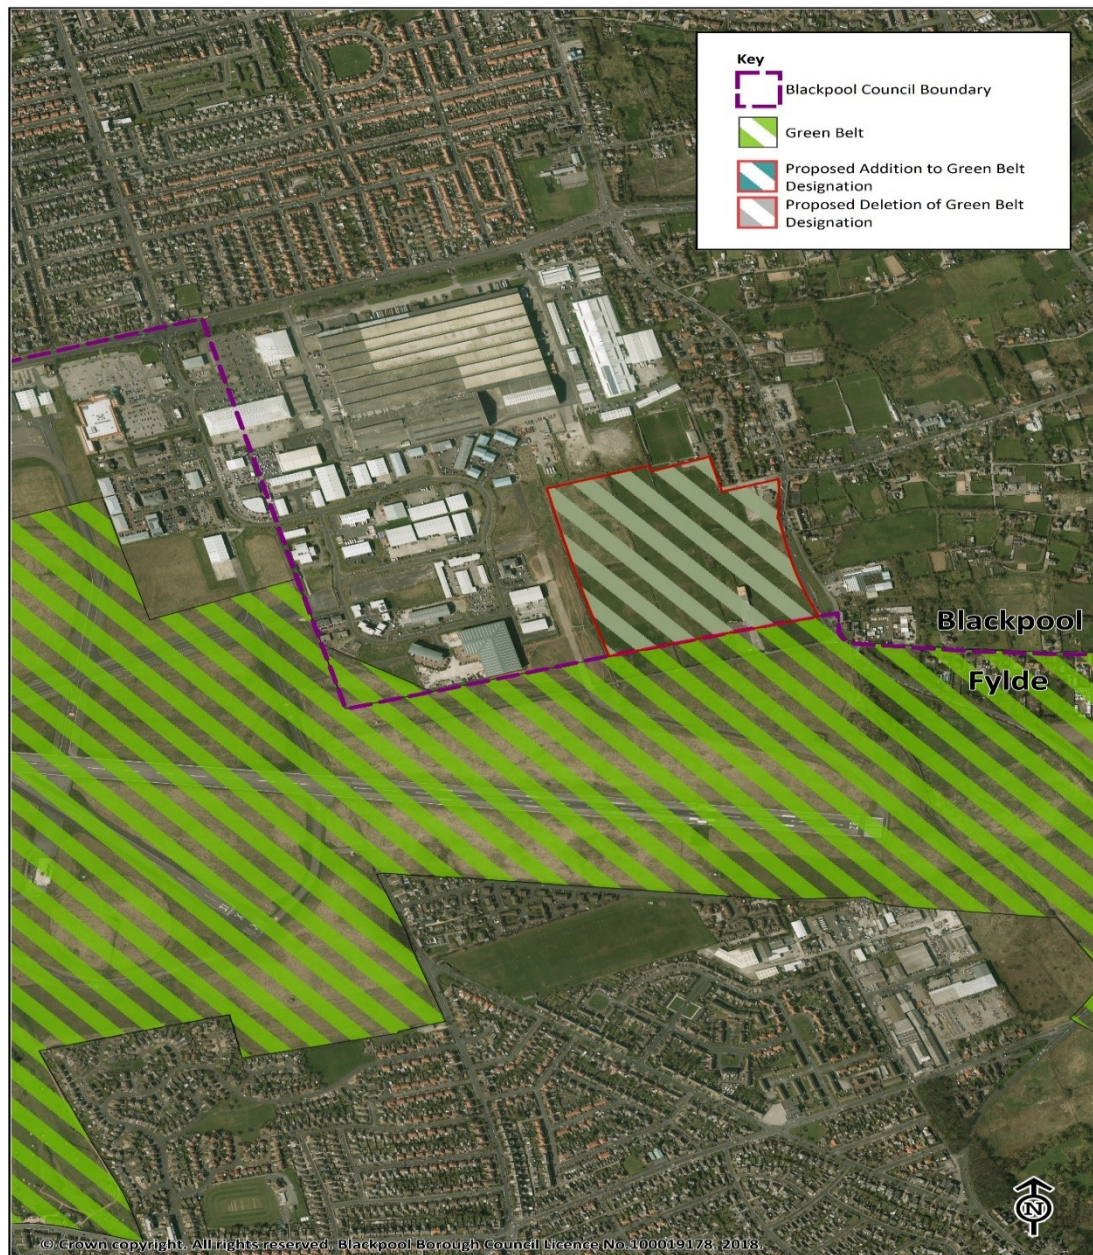 Key
Blackpool Council Boundary
Green Belt
Proposed Addition to Green Belt
Designation
Proposed Deletion of Green Belt
Designation
Blackpool
Fylde
N
© Crown copyright. All rights reserved. Blackpool Borough Council Licence No.100019178. 2018.